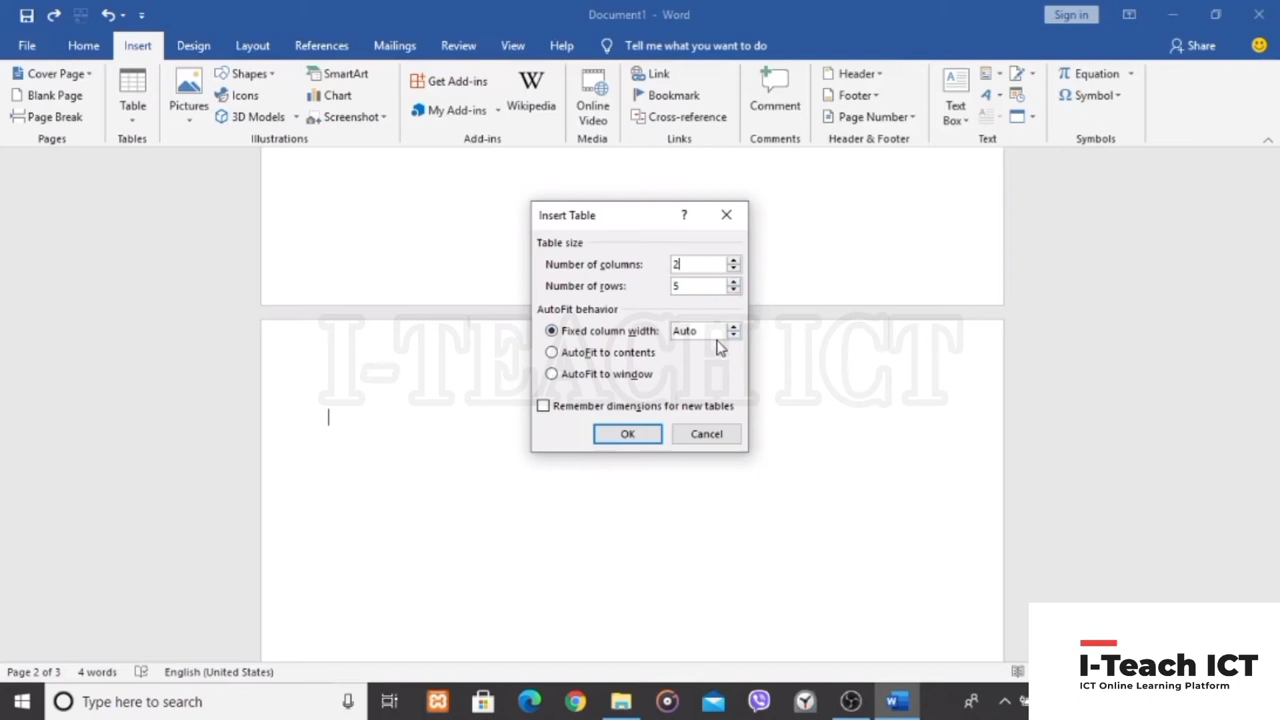 Document1 - Word
Sign in
File Home Insert Design Layout References Mailings Review View Help Tell me what you want to do Share
Cover Page
Blank Page
Page Break
Pages
Table
Tables
Pictures
Shapes
Icons
3D Models
SmartArt
Chart
Screenshot
Illustrations
Get Add-ins
My Add-ins
W
Wikipedia
Add-ins
Online
Video
Media
Link
Bookmark
Cross-reference
Links
Comment
Comments
Header
Footer
Page Number
Header & Footer
Text
Box
A
Text
π Equation
Ω Symbol
Symbols
Insert Table ?
Table size
Number of columns: 2
Number of rows: 5
AutoFit behavior
Fixed column width: Auto
AutoFit to contents
AutoFit to window
Remember dimensions for new tables
OK Cancel
I-TEACH ICT
Page 2 of 3 4 words English (United States)
Type here to search
I-Teach ICT
ICT Online Learning Platform